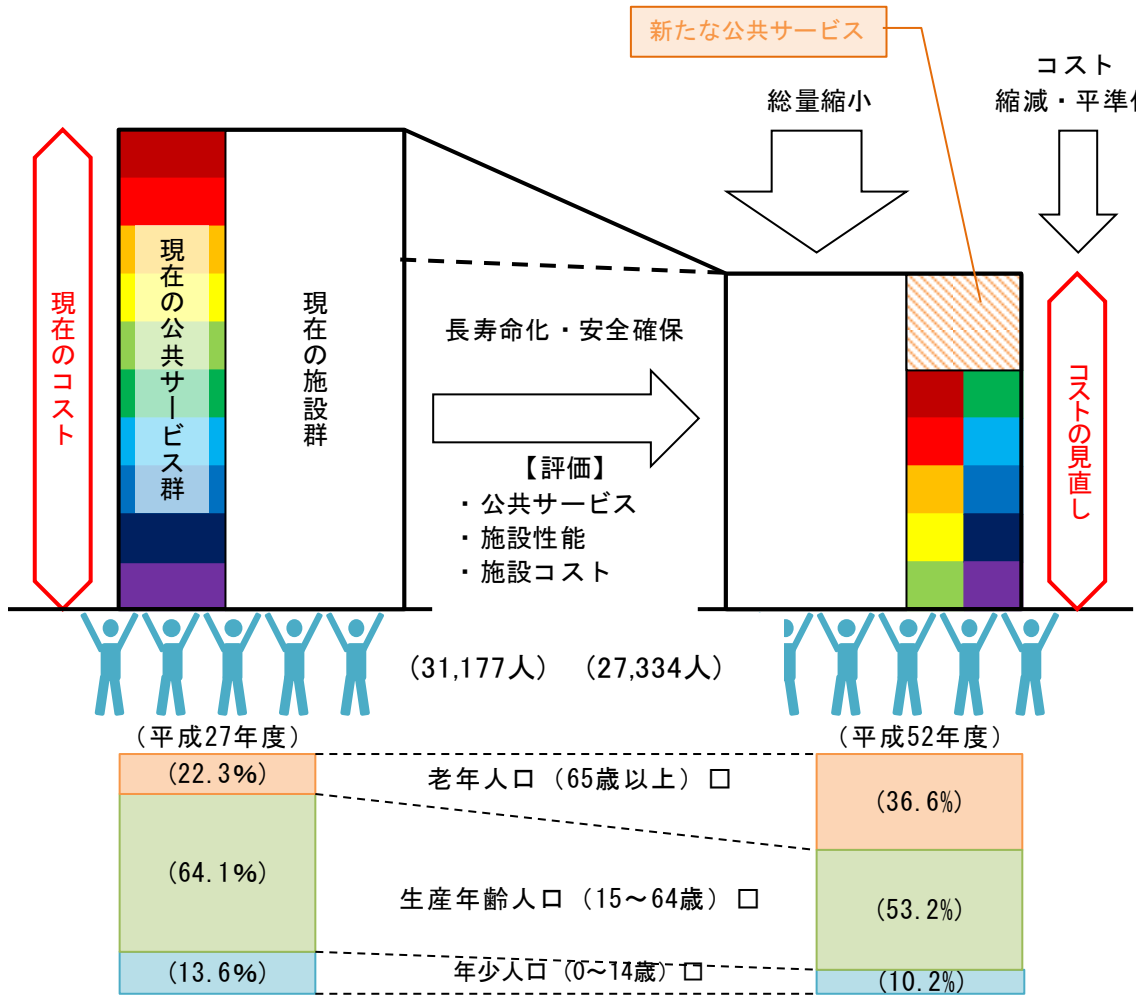 新たな公共サービス
コスト
縮減・平準化
総量縮小
現在のコスト
現在の公共サービス群
現在の施設群
長寿命化・安全確保
【評価】
・公共サービス
・施設性能
・施設コスト
コストの見直し
（31,177人）（27,334人）
（平成27年度）
（平成52年度）
(22.3%)
老年人口（65歳以上）□
(36.6%)
(64.1%)
生産年齢人口（15～64歳）□
(53.2%)
(13.6%)
年少人口（0～14歳）□
(10.2%)